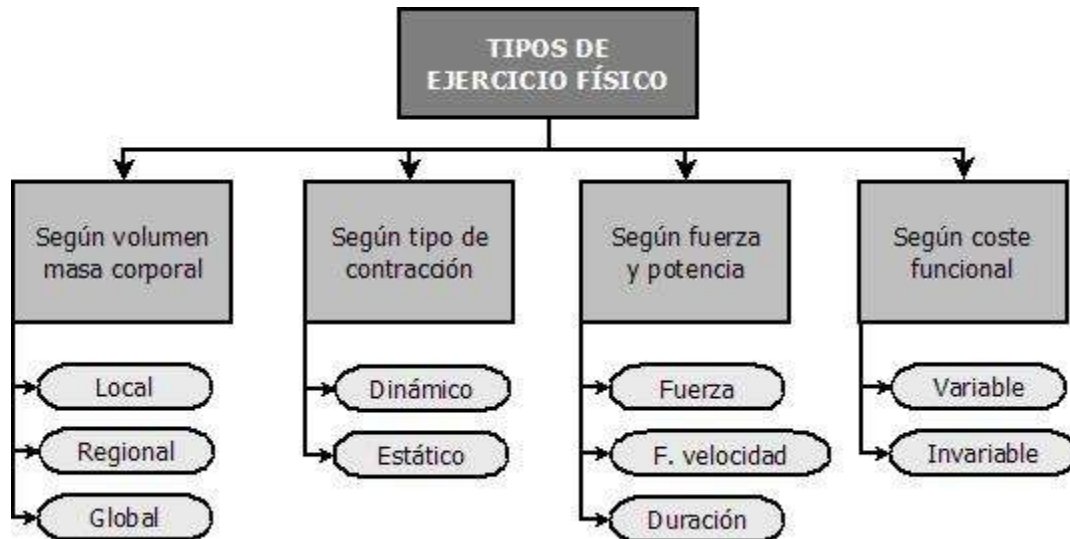 TIPOS DE
EJERCICIO FÍSICO
Según volumen
masa corporal
Local
Regional
Global
Según tipo de
contracción
Dinámico
Estático
Según fuerza
y potencia
Fuerza
F. velocidad
Duración
Según coste
funcional
Variable
Invariable